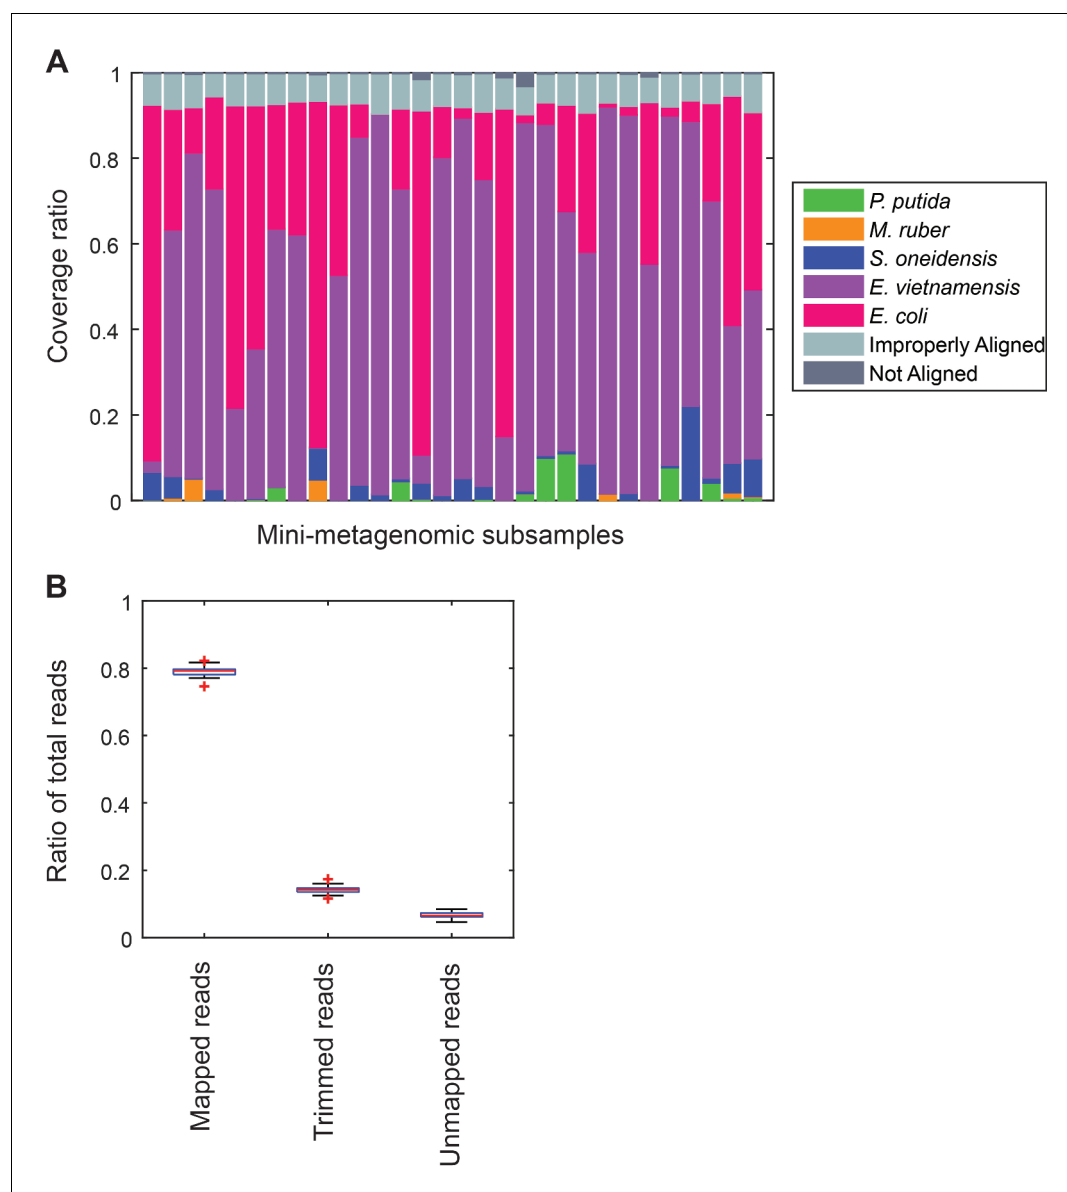 A
1
0.8
0.6
0.4
0.2
0
Coverage ratio
Mini-metagenomic subsamples
P. putida
M. ruber
S. oneidensis
E. vietnamensis
E. coli
Improperly Aligned
Not Aligned
B
1
0.8
0.6
0.4
0.2
0
Ratio of total reads
Mapped reads
Trimmed reads
Unmapped reads